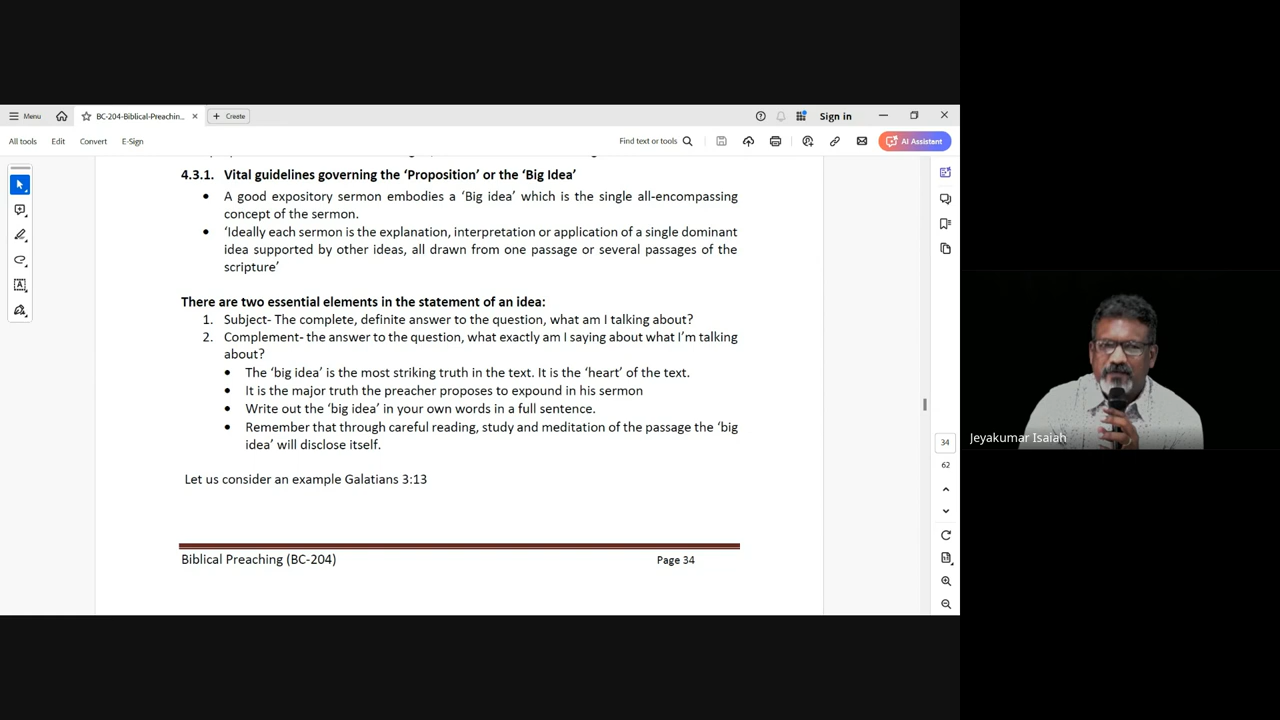 Menu
BC-204-Biblical-Preachin...
Create
Sign in
All tools
Edit
Convert
E-Sign
Find text or tools
AI Assistant
4.3.1. Vital guidelines governing the ‘Proposition’ or the ‘Big Idea’
• A good expository sermon embodies a ‘Big idea’ which is the single all-encompassing
concept of the sermon.
• ‘Ideally each sermon is the explanation, interpretation or application of a single dominant
idea supported by other ideas, all drawn from one passage or several passages of the
scripture’
There are two essential elements in the statement of an idea:
1. Subject- The complete, definite answer to the question, what am I talking about?
2. Complement- the answer to the question, what exactly am I saying about what I’m talking
about?
• The ‘big idea’ is the most striking truth in the text. It is the ‘heart’ of the text.
• It is the major truth the preacher proposes to expound in his sermon
• Write out the ‘big idea’ in your own words in a full sentence.
• Remember that through careful reading, study and meditation of the passage the ‘big
idea’ will disclose itself.
Let us consider an example Galatians 3:13
Biblical Preaching (BC-204)
Page 34
34
62
Jeyakumar Isaiah